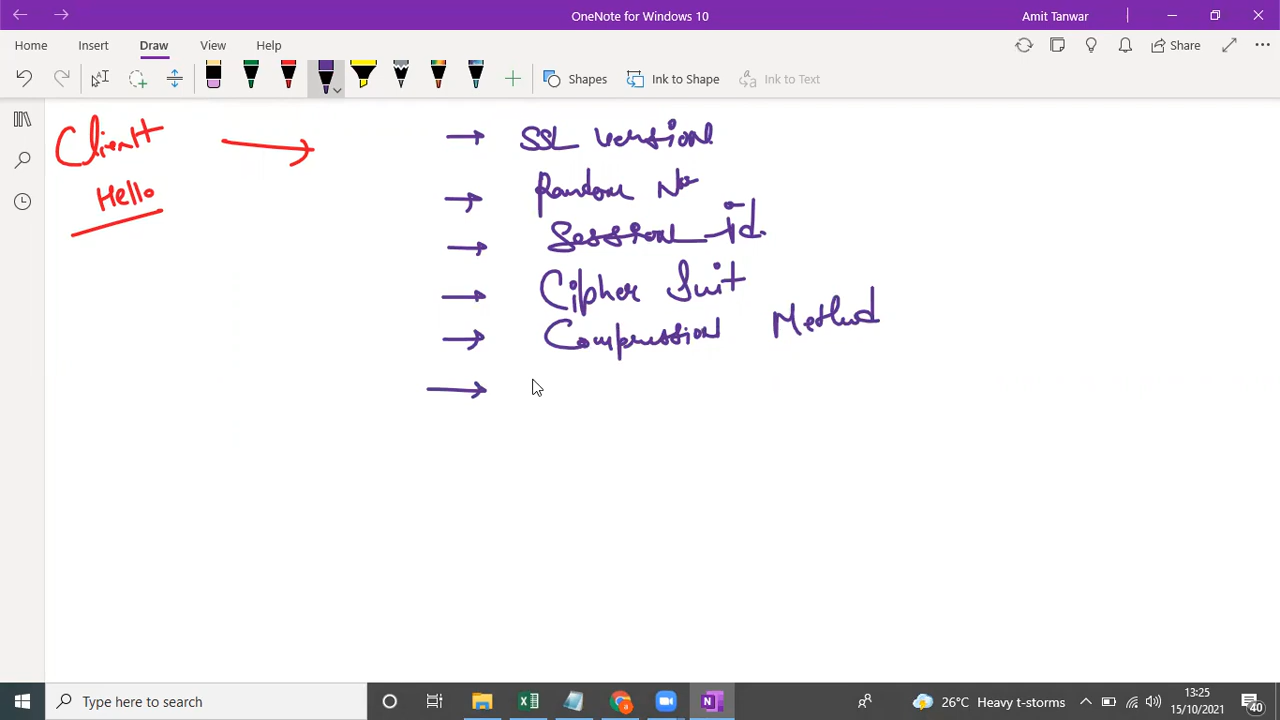 OneNote for Windows 10
Amit Tanwar
Home Insert Draw View Help
Share
Shapes
Ink to Shape
Ink to Text
Client
Hello
SSL version
Random No
Session-id.
Cipher Suit
Compression Method
Type here to search
26°C Heavy t-storms
13:25
15/10/2021
40